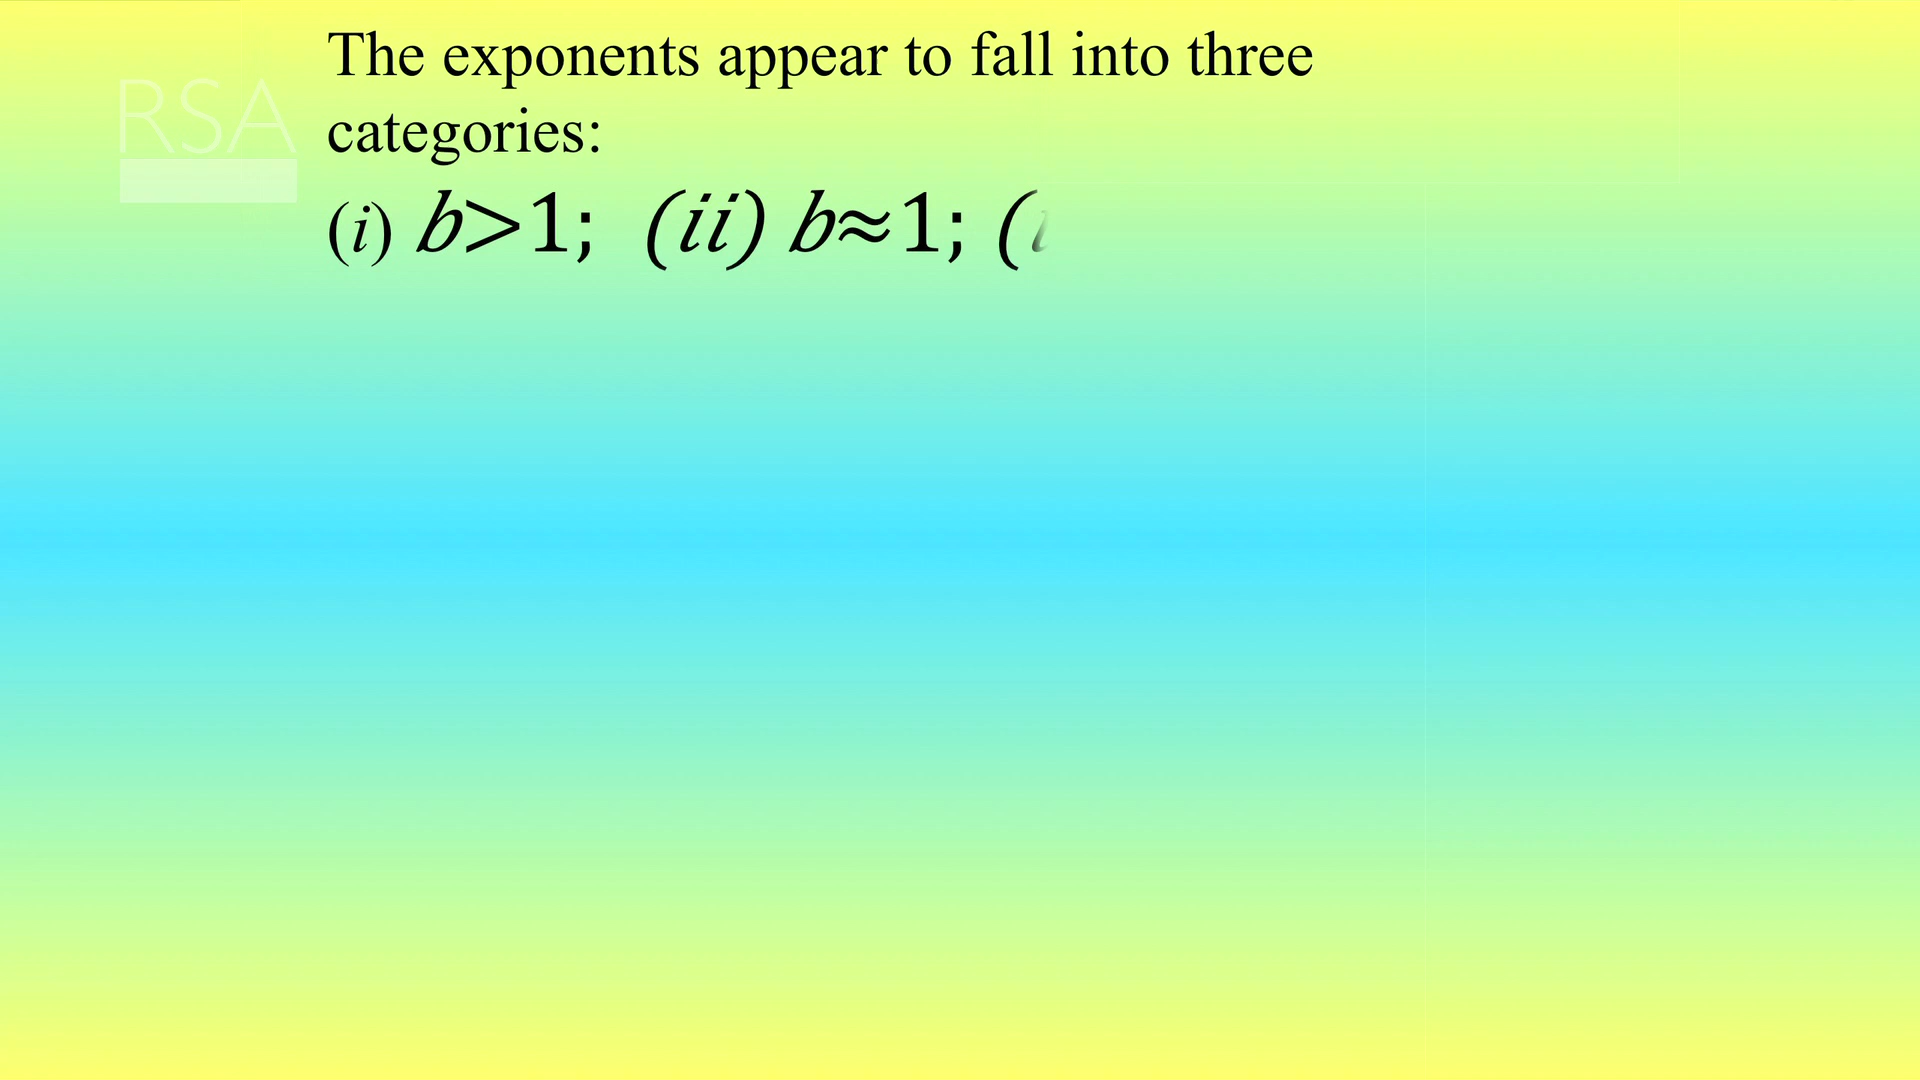 The exponents appear to fall into three
categories:
RSA
(i) b>1; (ii) b≈1; (